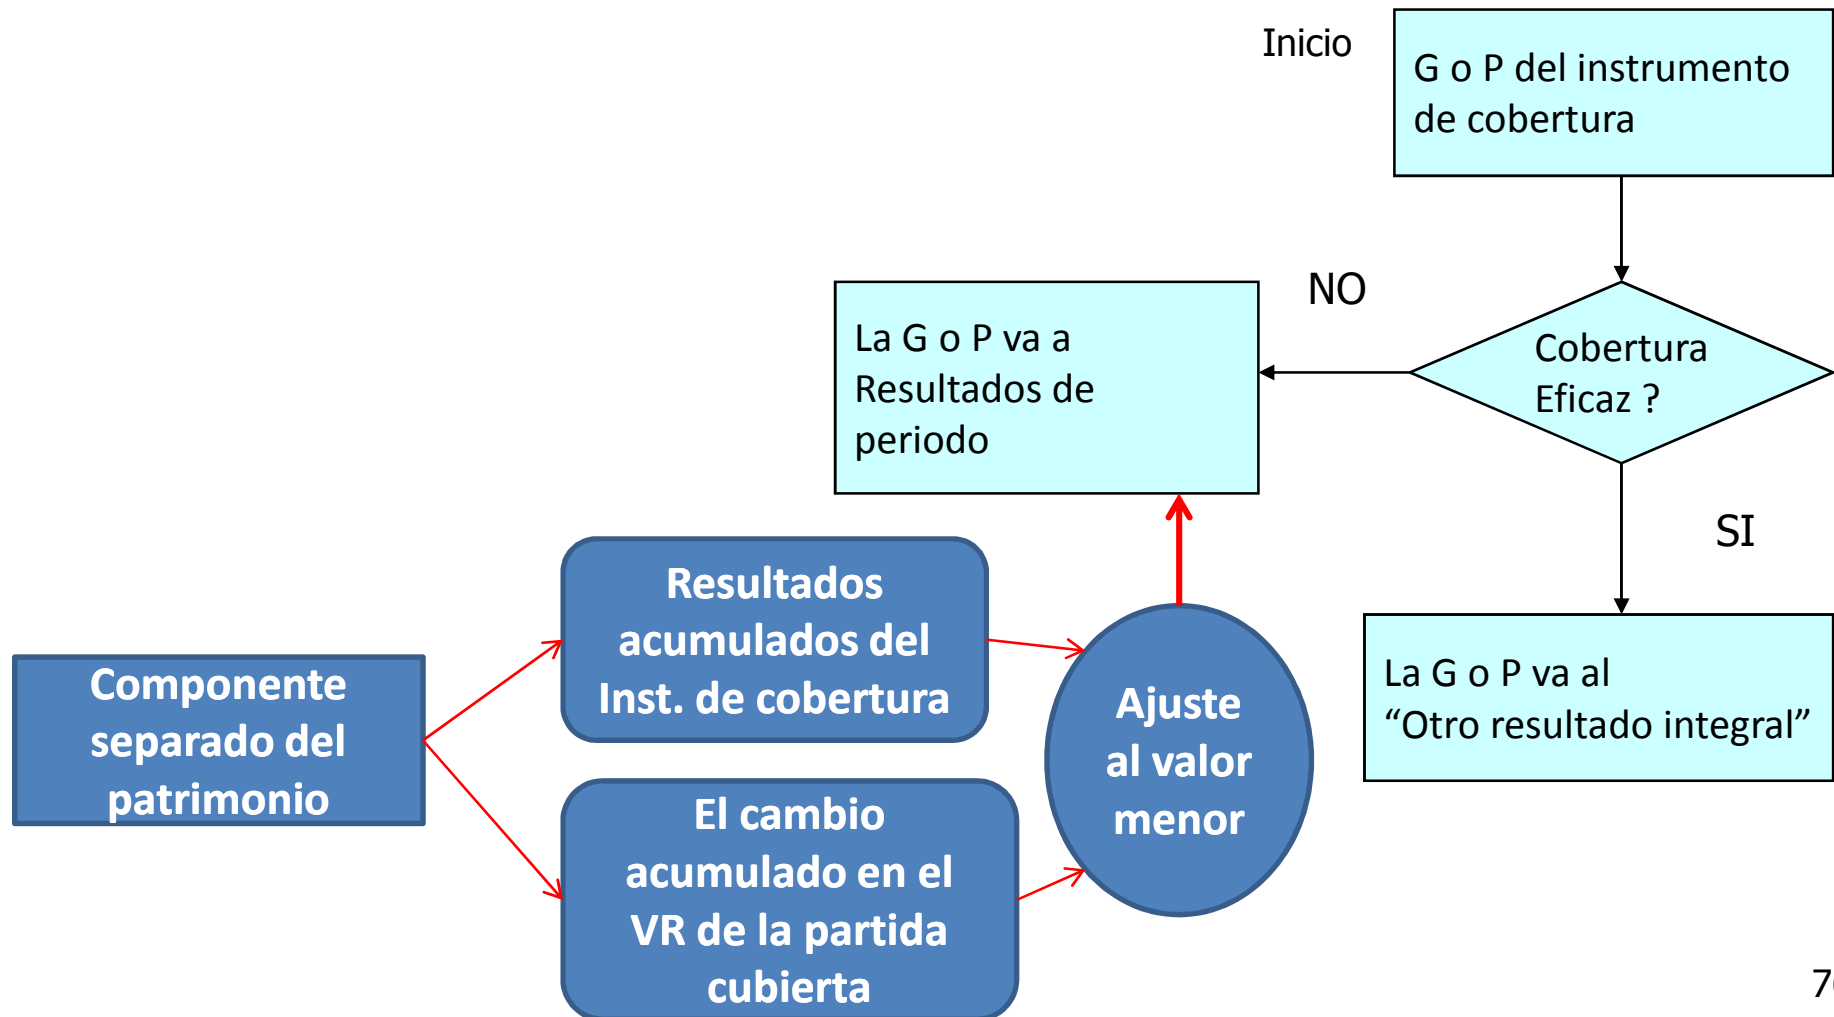 Inicio
G o P del instrumento
de cobertura
NO
La G o P va a
Resultados de
periodo
Cobertura
Eficaz ?
SI
Resultados
acumulados del
Inst. de cobertura
Componente
separado del
patrimonio
Ajuste
al valor
menor
La G o P va al
“Otro resultado integral”
El cambio
acumulado en el
VR de la partida
cubierta